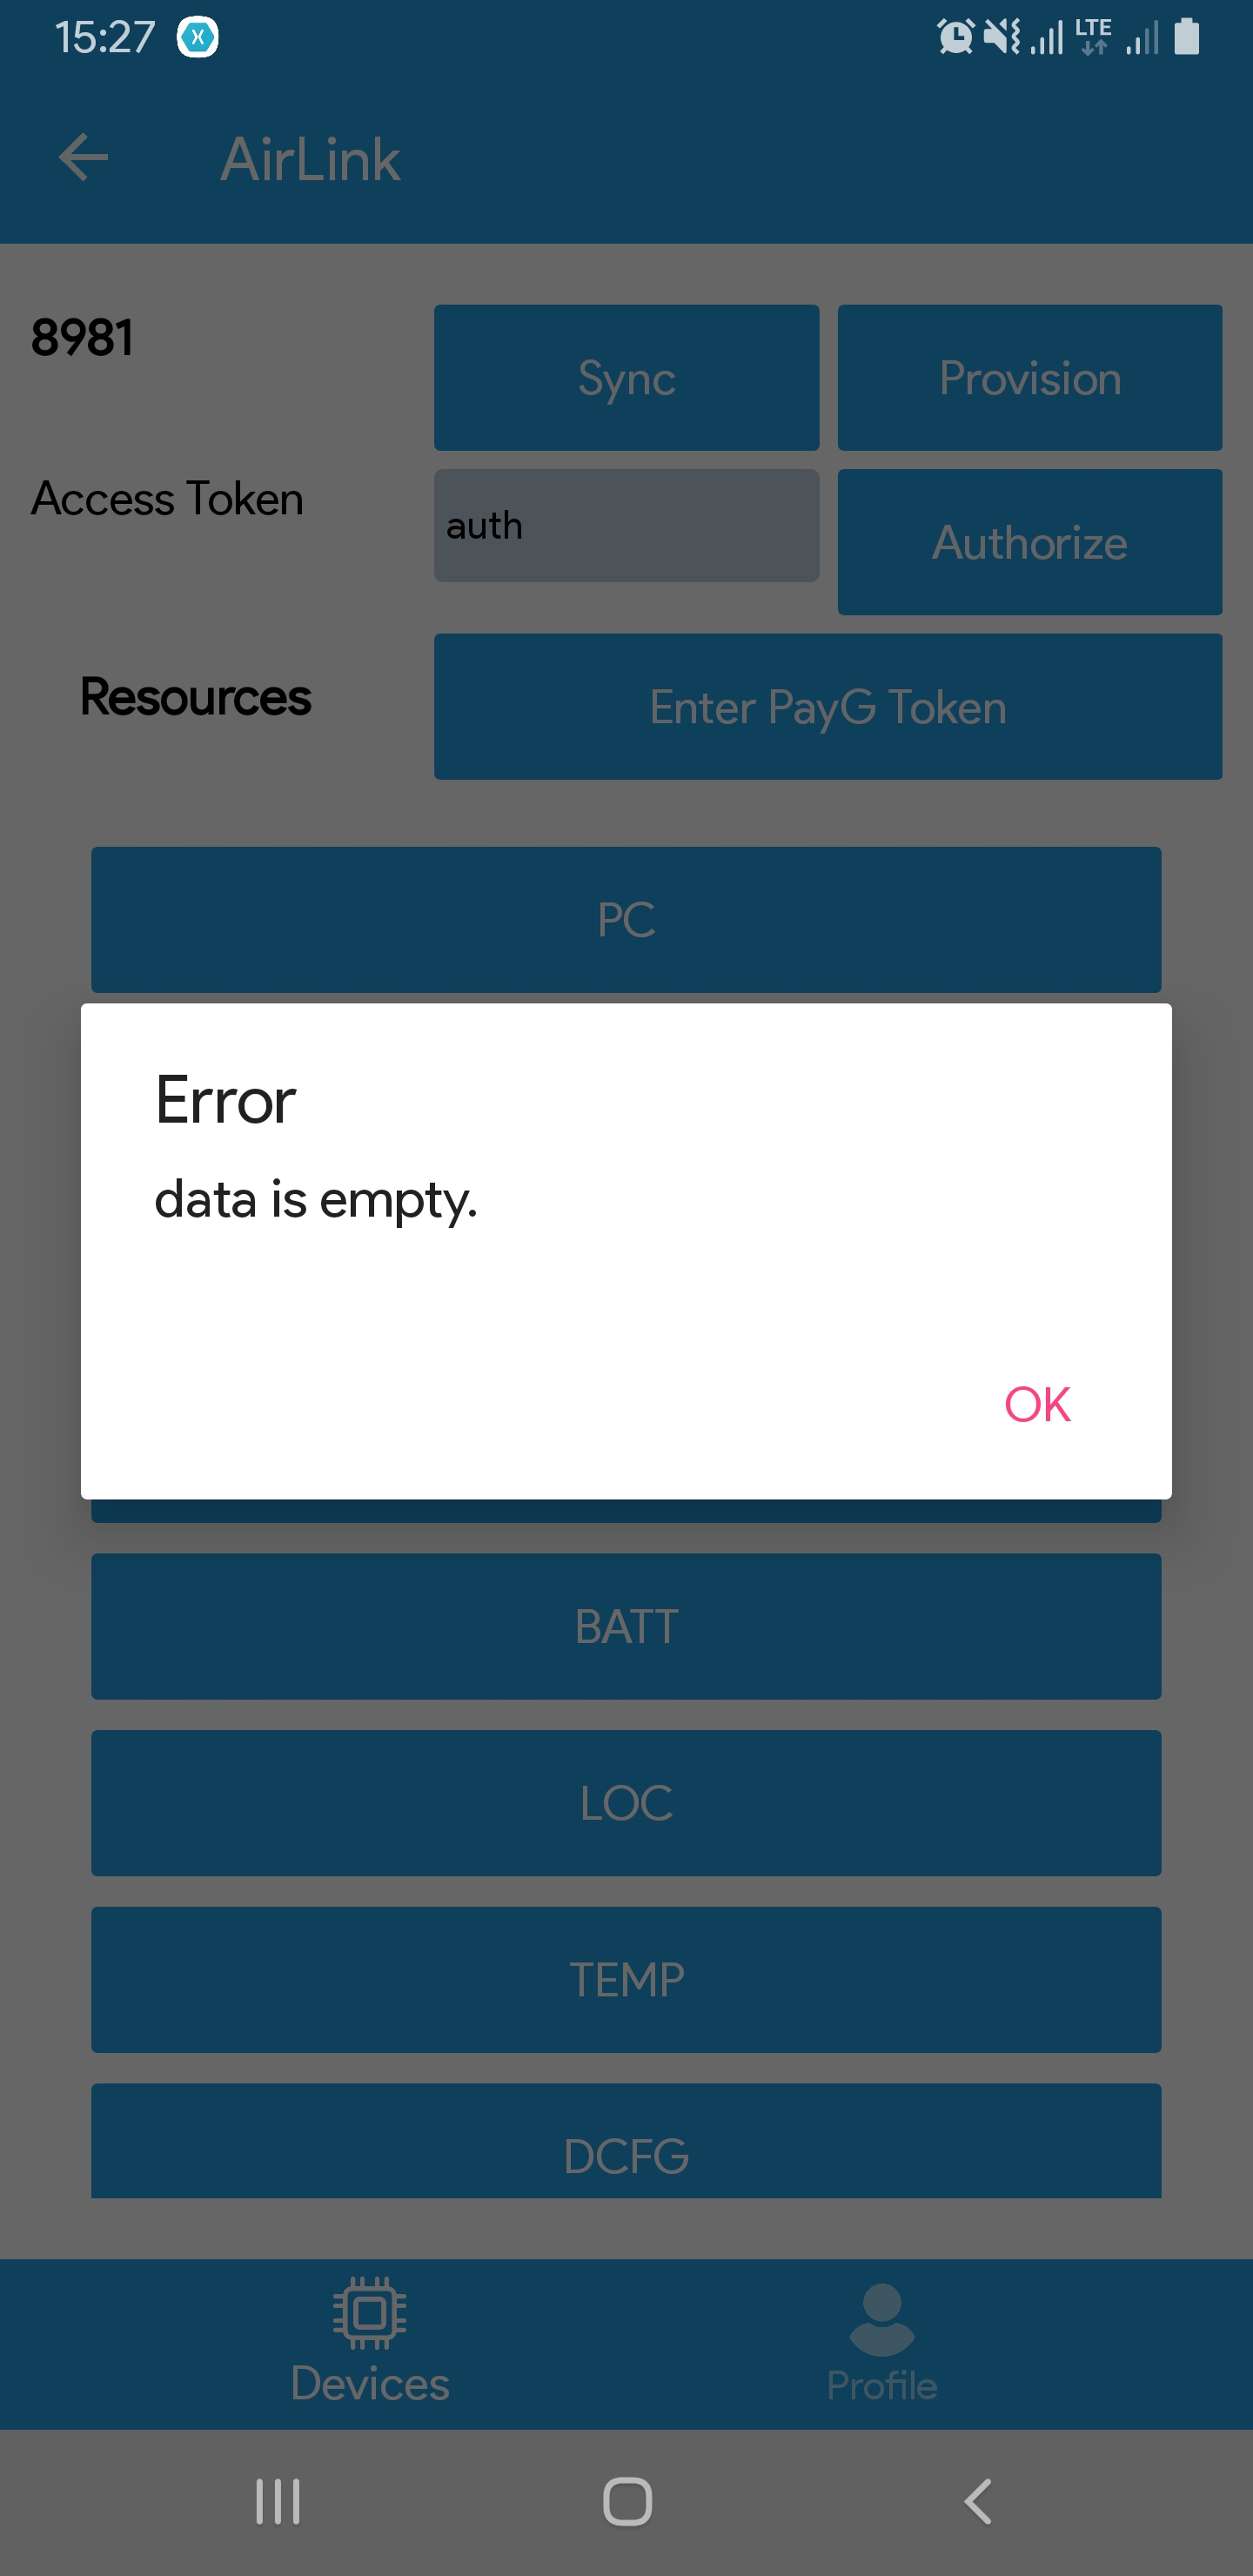 15:27 LTE
AirLink
8981
Sync
Provision
Access Token
auth
Authorize
Resources
Enter PayG Token
PC
Error
data is empty.
OK
BATT
LOC
TEMP
DCFG
Devices
Profile